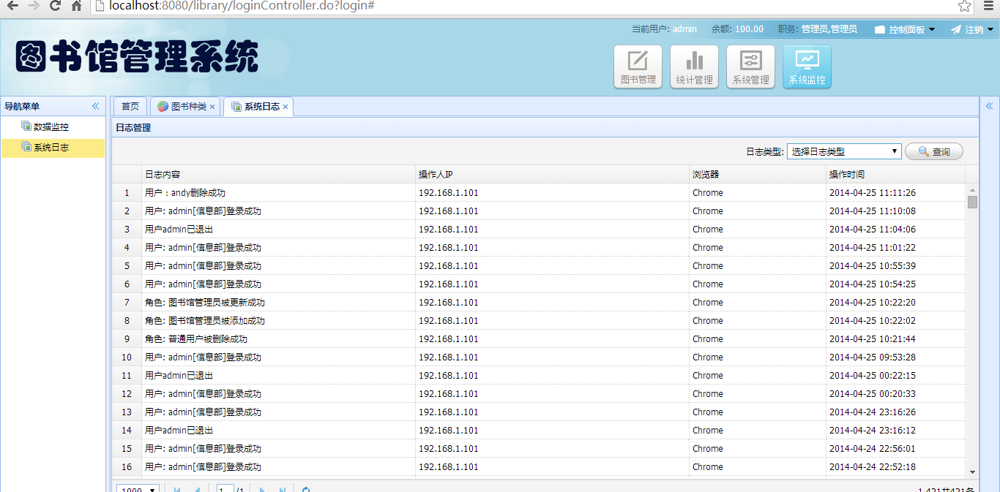 localhost:8080/library/loginController.do?login#
图书馆管理系统
当前用户: admin 余额: 100.00 职务: 管理员,管理员 控制面板 注销
图书管理 统计管理 系统管理 系统监控
导航菜单
数据监控
系统日志
首页 图书种类 系统日志
日志管理
日志类型: 选择日志类型 查询
日志内容 操作人IP 浏览器 操作时间
1 用户：andy删除成功 192.168.1.101 Chrome 2014-04-25 11:11:26
2 用户: admin[信息部]登录成功 192.168.1.101 Chrome 2014-04-25 11:10:08
3 用户admin已退出 192.168.1.101 Chrome 2014-04-25 11:04:06
4 用户: admin[信息部]登录成功 192.168.1.101 Chrome 2014-04-25 11:01:22
5 用户: admin[信息部]登录成功 192.168.1.101 Chrome 2014-04-25 10:55:39
6 用户: admin[信息部]登录成功 192.168.1.101 Chrome 2014-04-25 10:54:25
7 角色: 图书馆管理员被更新成功 192.168.1.101 Chrome 2014-04-25 10:22:20
8 角色: 图书馆管理员被添加成功 192.168.1.101 Chrome 2014-04-25 10:22:02
9 角色: 普通用户被删除成功 192.168.1.101 Chrome 2014-04-25 10:21:44
10 用户: admin[信息部]登录成功 192.168.1.101 Chrome 2014-04-25 09:53:28
11 用户admin已退出 192.168.1.101 Chrome 2014-04-25 00:22:15
12 用户: admin[信息部]登录成功 192.168.1.101 Chrome 2014-04-25 00:20:33
13 用户: admin[信息部]登录成功 192.168.1.101 Chrome 2014-04-24 23:16:26
14 用户admin已退出 192.168.1.101 Chrome 2014-04-24 23:16:12
15 用户: admin[信息部]登录成功 192.168.1.101 Chrome 2014-04-24 22:56:01
16 用户: admin[信息部]登录成功 192.168.1.101 Chrome 2014-04-24 22:52:18
1000 1 /1 1-421共421条